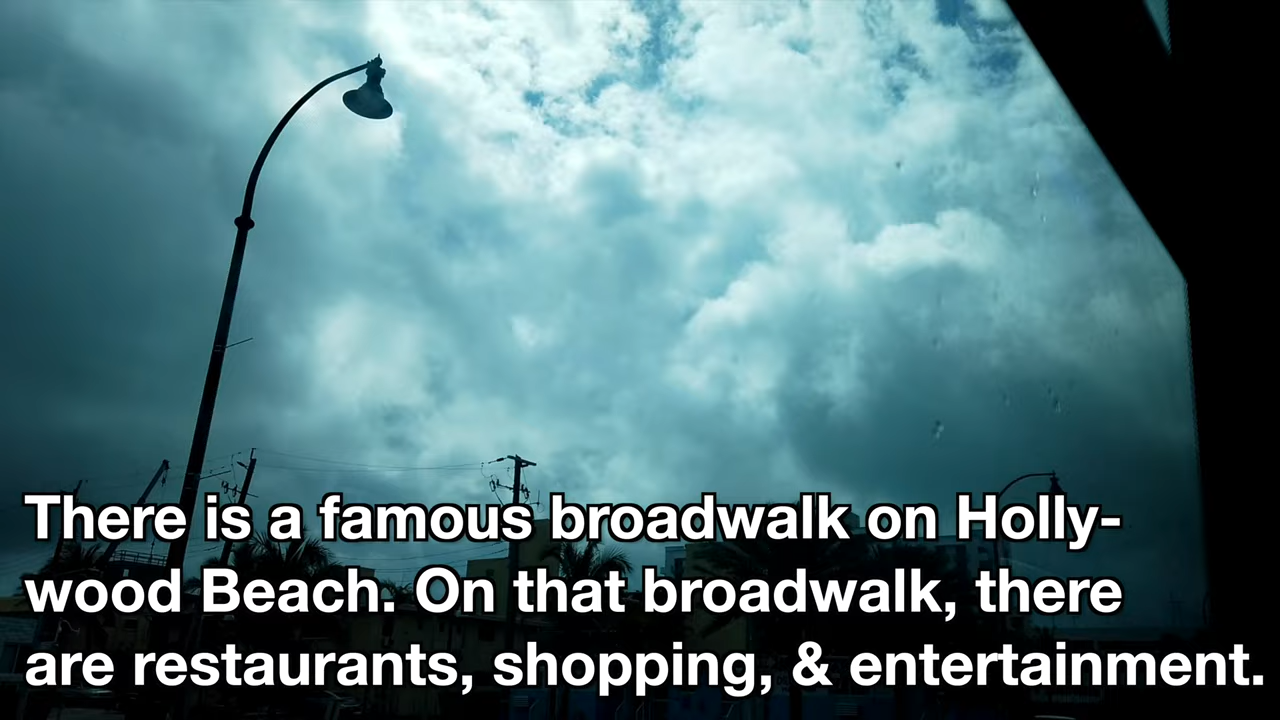 There is a famous broadwalk on Holly-
wood Beach. On that broadwalk, there
are restaurants, shopping, & entertainment.